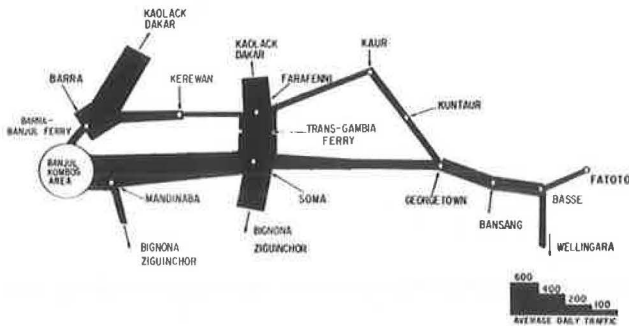 KAOLACK
DAKAR
KAOLACK
DAKAR
KAUR
BARRA
KEREWAN
FARAFENNI
KUNTAUR
BARRA-
BANJUL FERRY
TRANS-GAMBIA
FERRY
BANJUL
KOMBOS
AREA
MANDINABA
SOMA
GEORGETOWN
BANSANG
BASSE
FATOTO
BIGNONA
ZIGUINCHOR
BIGNONA
ZIGUINCHOR
WELLINGARA
600
400
200
100
AVERAGE DAILY TRAFFIC